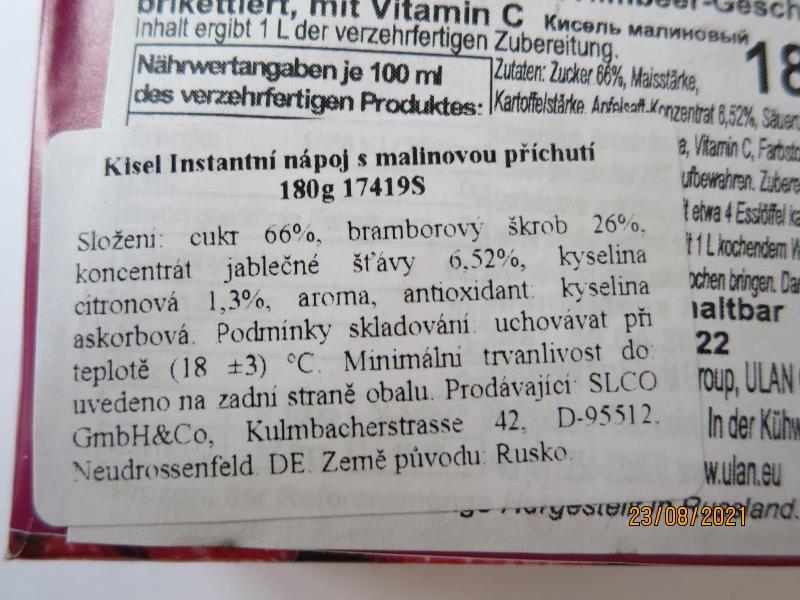 brikettiert, mit Vitamin C Кисель малиновый
Inhalt ergibt 1 L der verzehrfertigen Zubereitung.
18
Nährwertangaben je 100 ml
des verzehrfertigen Produktes:
Zutaten: Zucker 66%, Maisstärke,
Kartoffelstärke, Apfelsaft-Konzentrat 6,52%, Säuer
a, Vitamin C, Farbsto
ufbewahren. Zubere
t etwa 4 Esslöffel ka
t 1 L kochendem W
ochen bringen. Dan
haltbar
22
roup, ULAN
In der Kühw
w.ulan.eu
Hergestellt in Russland.
Kisel Instantní nápoj s malinovou příchutí
180g 17419S
Složení: cukr 66%, bramborový škrob 26%,
koncentrát jablečné šťávy 6,52%, kyselina
citronová 1,3%, aroma, antioxidant: kyselina
askorbová. Podmínky skladování: uchovávat při
teplotě (18 ±3) °C. Minimální trvanlivost do:
uvedeno na zadní straně obalu. Prodávající: SLCO
GmbH&Co, Kulmbacherstrasse 42, D-95512,
Neudrossenfeld. DE. Země původu: Rusko.
23/08/2021